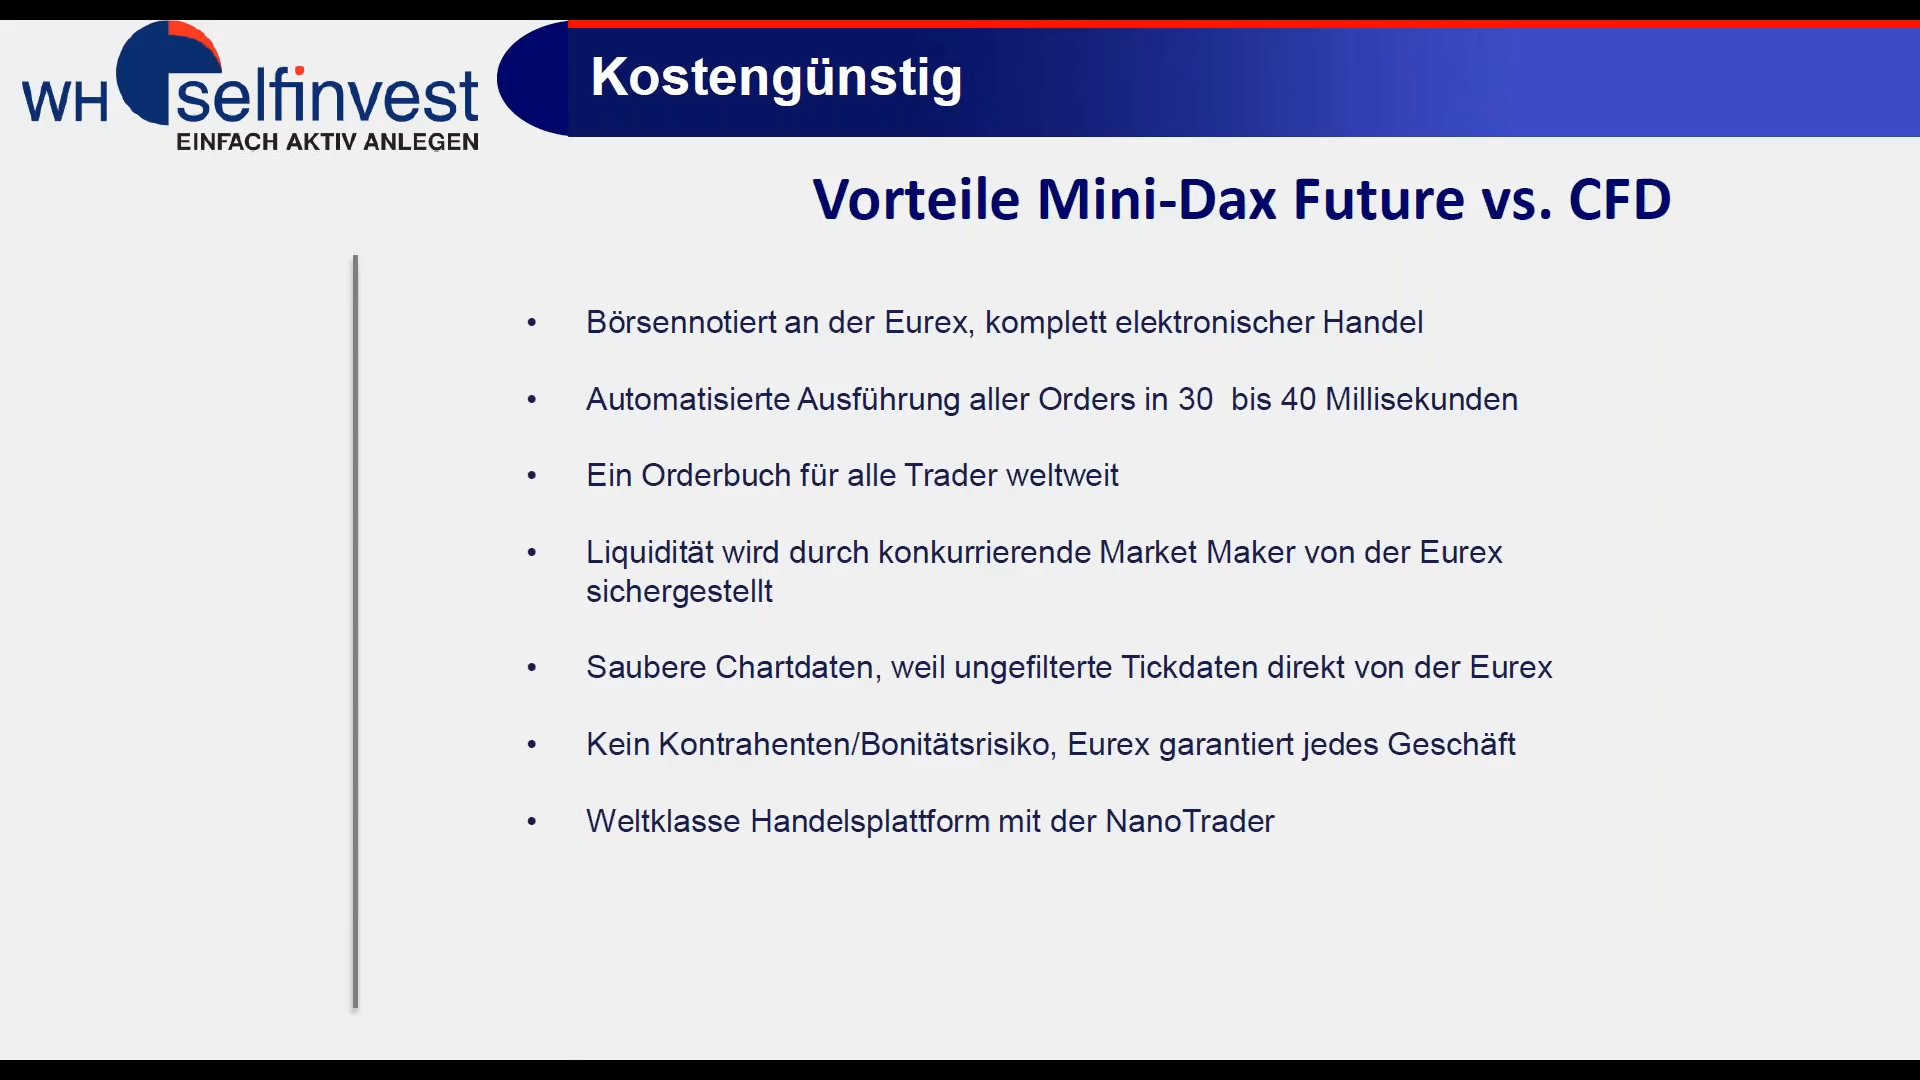 WH selfinvest
EINFACH AKTIV ANLEGEN
Kostengünstig
Vorteile Mini-Dax Future vs. CFD
• Börsennotiert an der Eurex, komplett elektronischer Handel
• Automatisierte Ausführung aller Orders in 30  bis 40 Millisekunden
• Ein Orderbuch für alle Trader weltweit
• Liquidität wird durch konkurrierende Market Maker von der Eurex
sichergestellt
• Saubere Chartdaten, weil ungefilterte Tickdaten direkt von der Eurex
• Kein Kontrahenten/Bonitätsrisiko, Eurex garantiert jedes Geschäft
• Weltklasse Handelsplattform mit der NanoTrader